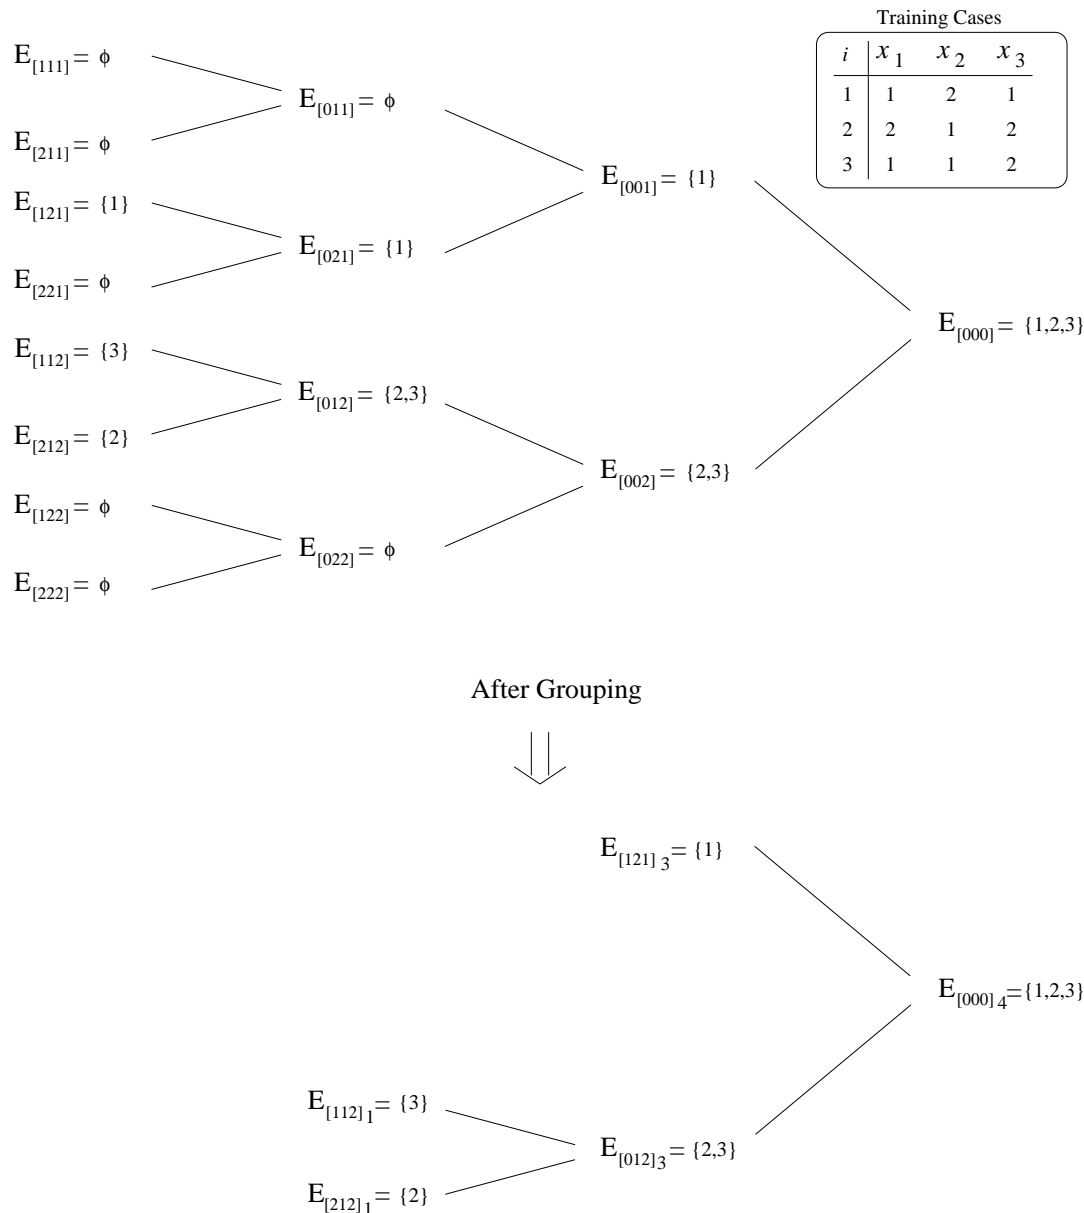 Training Cases
i x1 x2 x3
1 1 2 1
2 2 1 2
3 1 1 2
E[111] = ϕ
E[211] = ϕ
E[121] = {1}
E[221] = ϕ
E[112] = {3}
E[212] = {2}
E[122] = ϕ
E[222] = ϕ
E[011] = ϕ
E[021] = {1}
E[012] = {2,3}
E[022] = ϕ
E[001] = {1}
E[002] = {2,3}
E[000] = {1,2,3}
After Grouping
E[121]3 = {1}
E[000]4 = {1,2,3}
E[112]1 = {3}
E[012]3 = {2,3}
E[212]1 = {2}